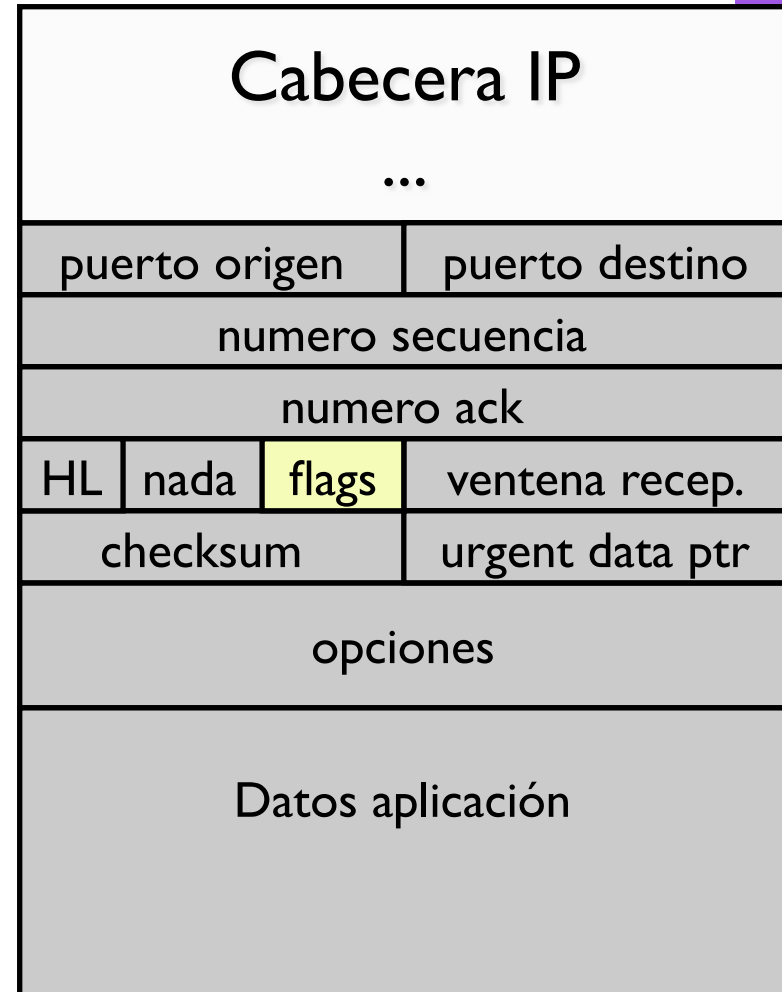 Cabecera IP
...
puerto origen puerto destino
numero secuencia
numero ack
HL nada flags ventena recep.
checksum urgent data ptr
opciones
Datos aplicación